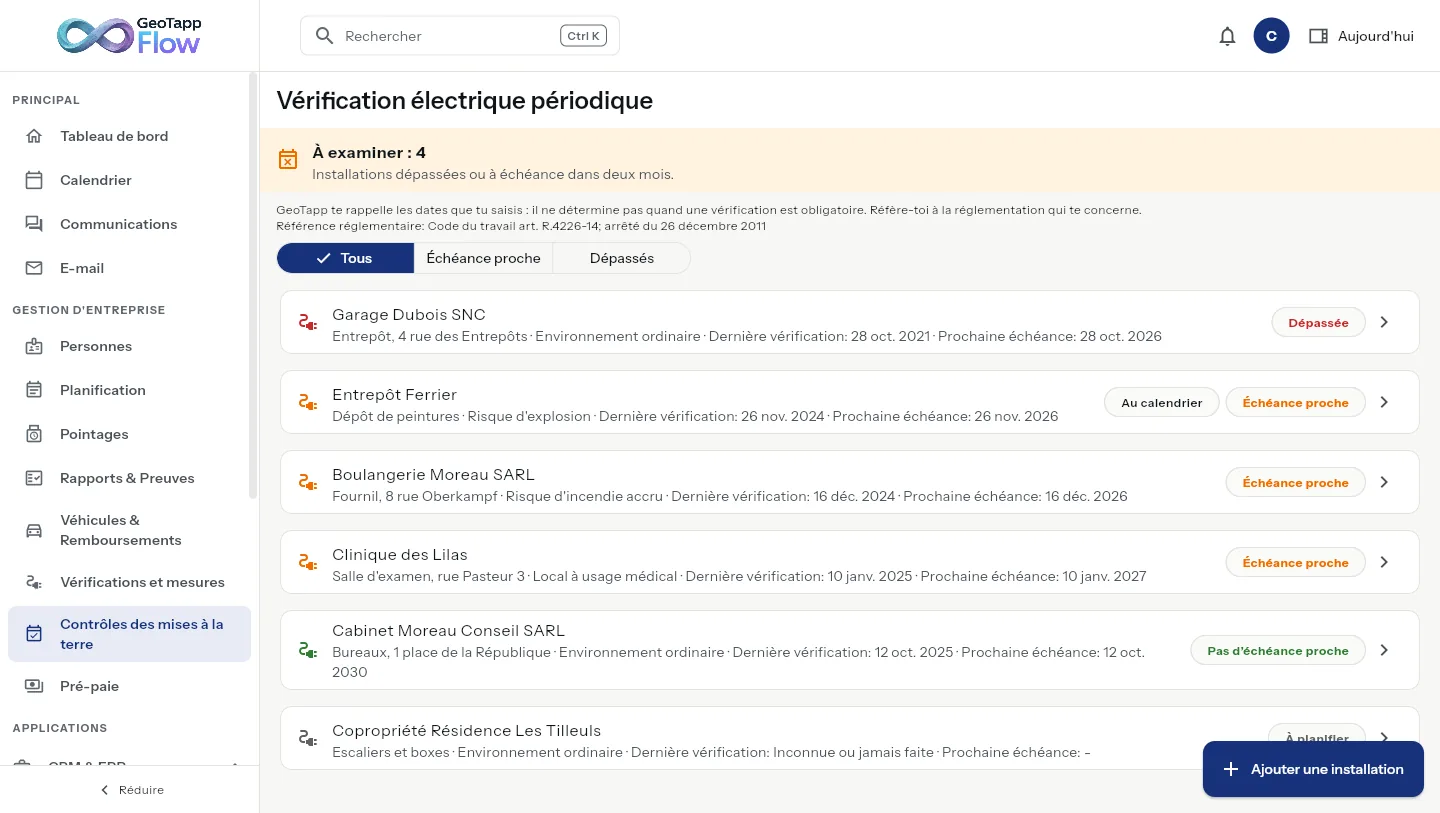 GeoTapp
Flow
Rechercher
Ctrl K
C
Aujourd'hui
PRINCIPAL
Tableau de bord
Calendrier
Communications
E-mail
GESTION D'ENTREPRISE
Personnes
Planification
Pointages
Rapports & Preuves
Véhicules &
Remboursements
Vérifications et mesures
Contrôles des mises à la
terre
Pré-paie
APPLICATIONS
CRM & ERP
Réduire
Vérification électrique périodique
À examiner : 4
Installations dépassées ou à échéance dans deux mois.
GeoTapp te rappelle les dates que tu saisis : il ne détermine pas quand une vérification est obligatoire. Réfère-toi à la réglementation qui te concerne.
Référence réglementaire: Code du travail art. R.4226-14; arrêté du 26 décembre 2011
Tous
Échéance proche
Dépassés
Garage Dubois SNC
Entrepôt, 4 rue des Entrepôts · Environnement ordinaire · Dernière vérification: 28 oct. 2021 · Prochaine échéance: 28 oct. 2026
Dépassée
Entrepôt Ferrier
Dépôt de peintures · Risque d'explosion · Dernière vérification: 26 nov. 2024 · Prochaine échéance: 26 nov. 2026
Au calendrier
Échéance proche
Boulangerie Moreau SARL
Fournil, 8 rue Oberkampf · Risque d'incendie accru · Dernière vérification: 16 déc. 2024 · Prochaine échéance: 16 déc. 2026
Échéance proche
Clinique des Lilas
Salle d'examen, rue Pasteur 3 · Local à usage médical · Dernière vérification: 10 janv. 2025 · Prochaine échéance: 10 janv. 2027
Échéance proche
Cabinet Moreau Conseil SARL
Bureaux, 1 place de la République · Environnement ordinaire · Dernière vérification: 12 oct. 2025 · Prochaine échéance: 12 oct.
2030
Pas d'échéance proche
Copropriété Résidence Les Tilleuls
Escaliers et boxes · Environnement ordinaire · Dernière vérification: Inconnue ou jamais faite · Prochaine échéance: -
À planifier
Ajouter une installation